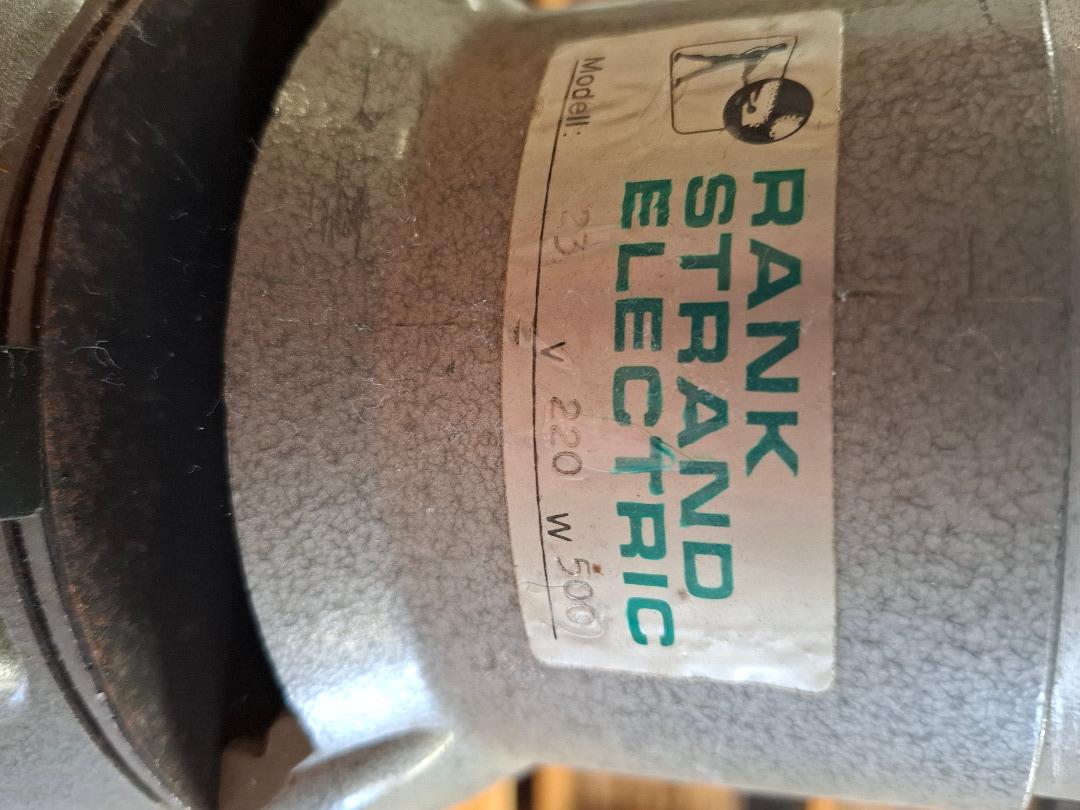 RANK
STRAND
ELECTRIC
Modell: 23 V 220 W 500